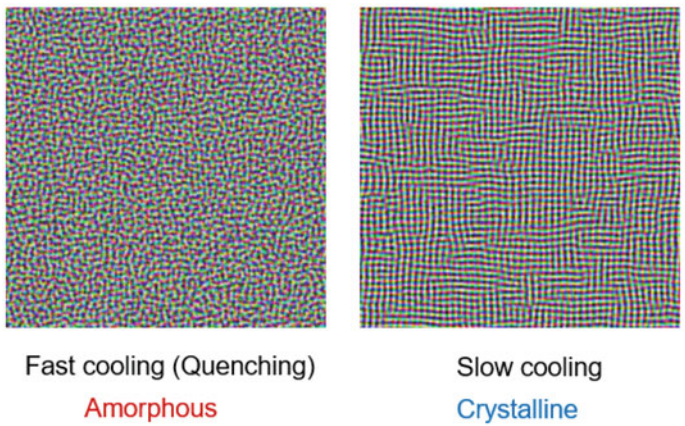 Fast cooling (Quenching)
Amorphous
Slow cooling
Crystalline